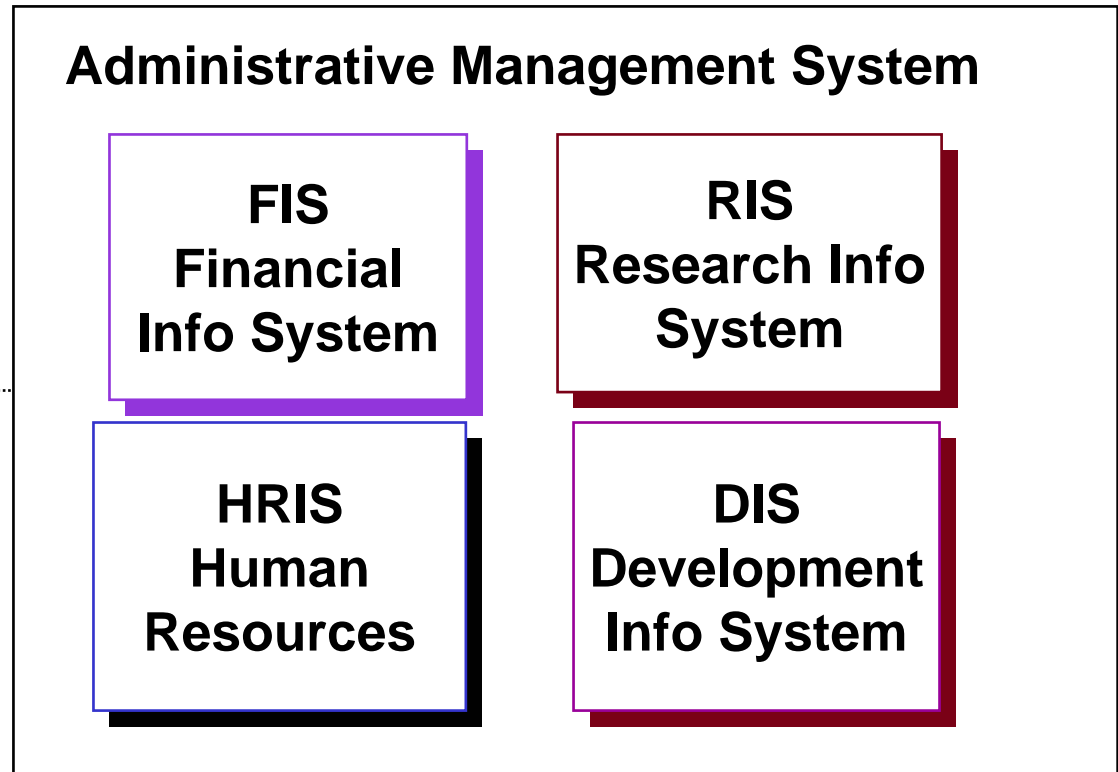 Administrative Management System
FIS
Financial
Info System
RIS
Research Info
System
HRIS
Human
Resources
DIS
Development
Info System